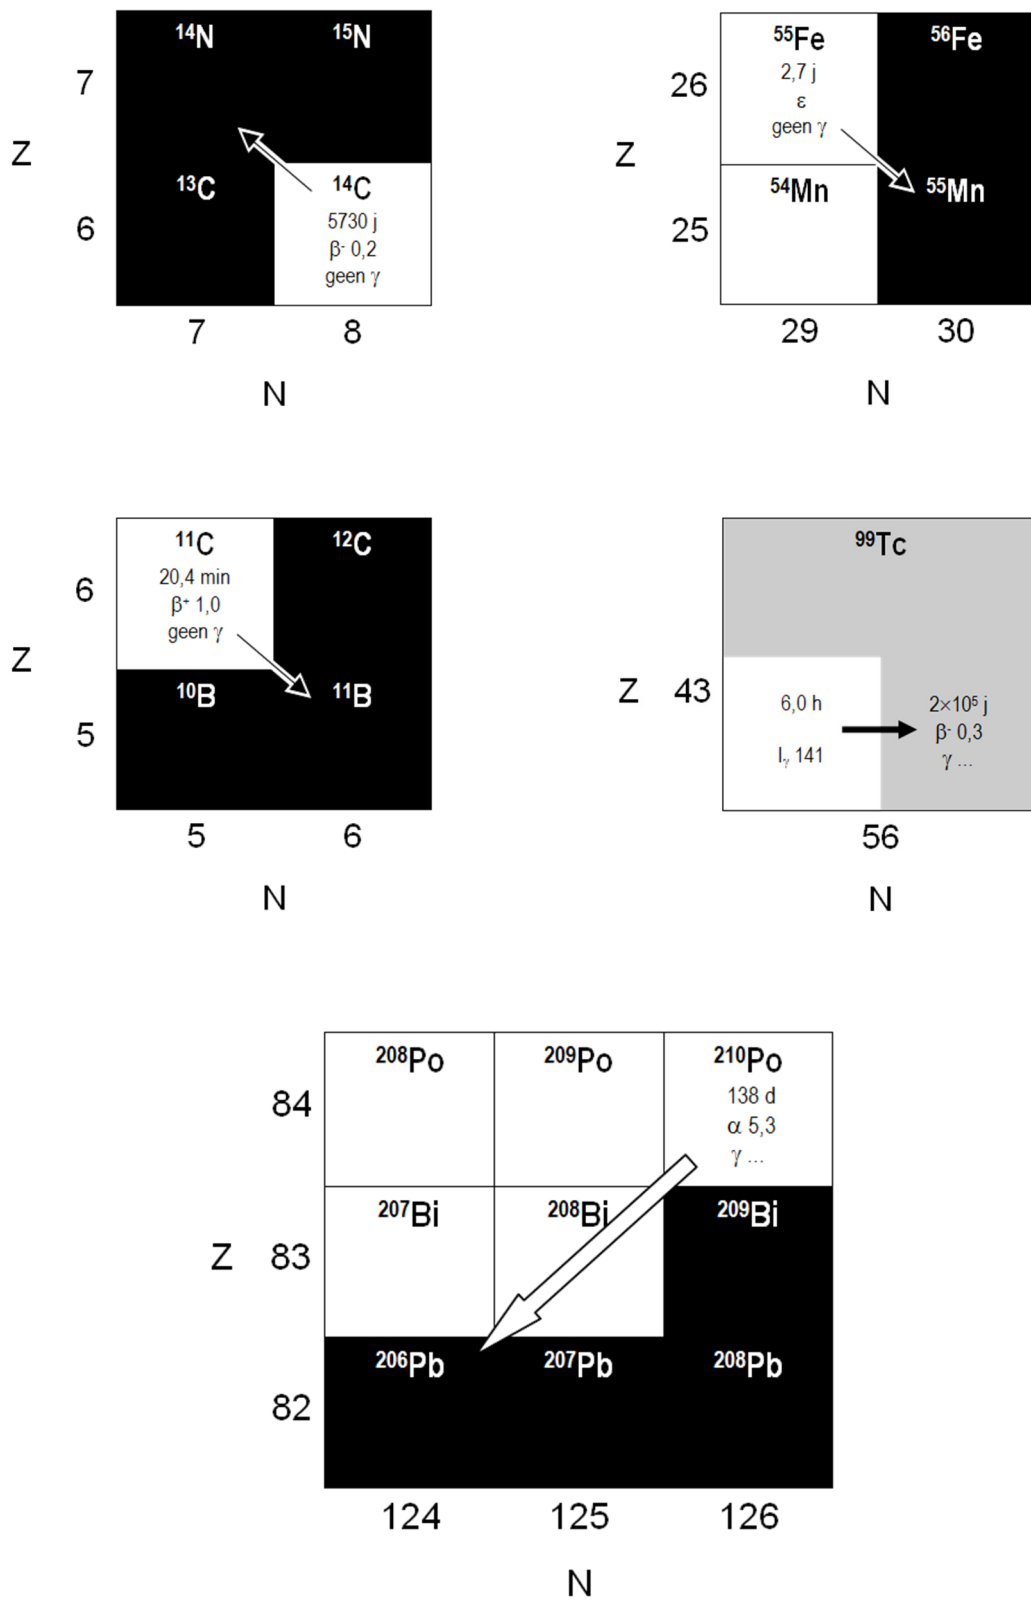 ¹⁴N ¹⁵N
7
Z
¹³C ¹⁴C
6
5730 j
β⁻ 0,2
geen γ
7 8
N
⁵⁵Fe ⁵⁶Fe
26
2,7 j
ε
geen γ
Z
⁵⁴Mn ⁵⁵Mn
25
29 30
N
¹¹C ¹²C
6
20,4 min
β⁺ 1,0
geen γ
Z
¹⁰B ¹¹B
5
5 6
N
⁹⁹Tc
Z 43
6,0 h
Iᵧ 141
2×10⁵ j
β⁻ 0,3
γ ...
56
N
²⁰⁸Po ²⁰⁹Po ²¹⁰Po
84
138 d
α 5,3
γ ...
²⁰⁷Bi ²⁰⁸Bi ²⁰⁹Bi
Z 83
²⁰⁶Pb ²⁰⁷Pb ²⁰⁸Pb
82
124 125 126
N